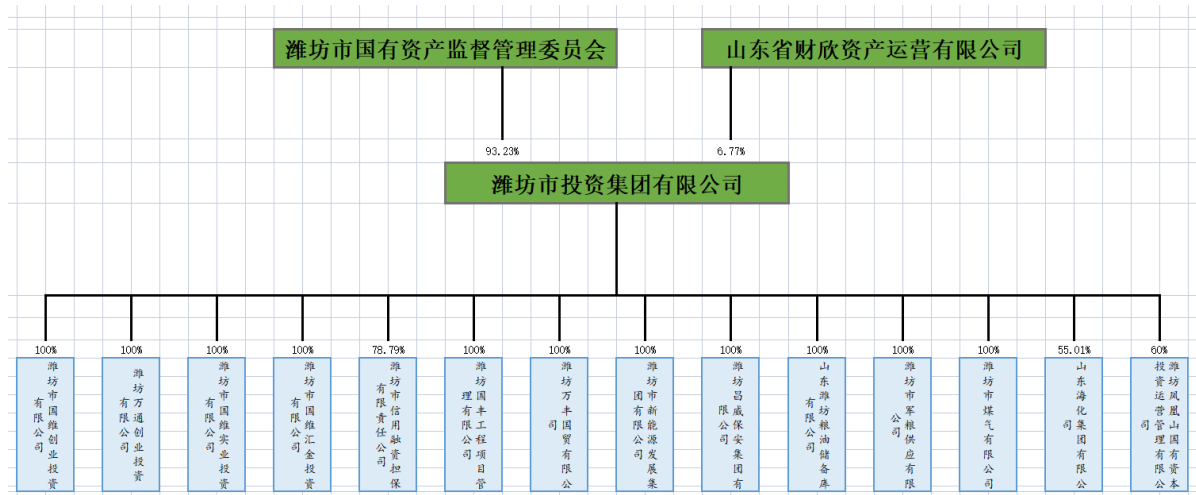 潍坊市国有资产监督管理委员会
山东省财欣资产运营有限公司
93.23%
6.77%
潍坊市投资集团有限公司
100%
潍坊市国维创业投资
有限公司
100%
潍坊万通创业投资
有限公司
100%
潍坊市国维实业投资
有限公司
100%
潍坊市国维汇金投资
有限公司
78.79%
潍坊市信用融资担保
有限责任公司
100%
潍坊国丰工程项目管
理有限公司
100%
潍坊万丰国贸有限公
司
100%
潍坊市新能源发展集
团有限公司
100%
潍坊昌威保安集团有
限公司
100%
山东潍坊粮油储备库
有限公司
100%
潍坊市军粮供应有限
公司
100%
潍坊市煤气有限公司
55.01%
山东海化集团有限公
司
60%
潍坊凤凰山国有资本
投资运营管理有限公
司